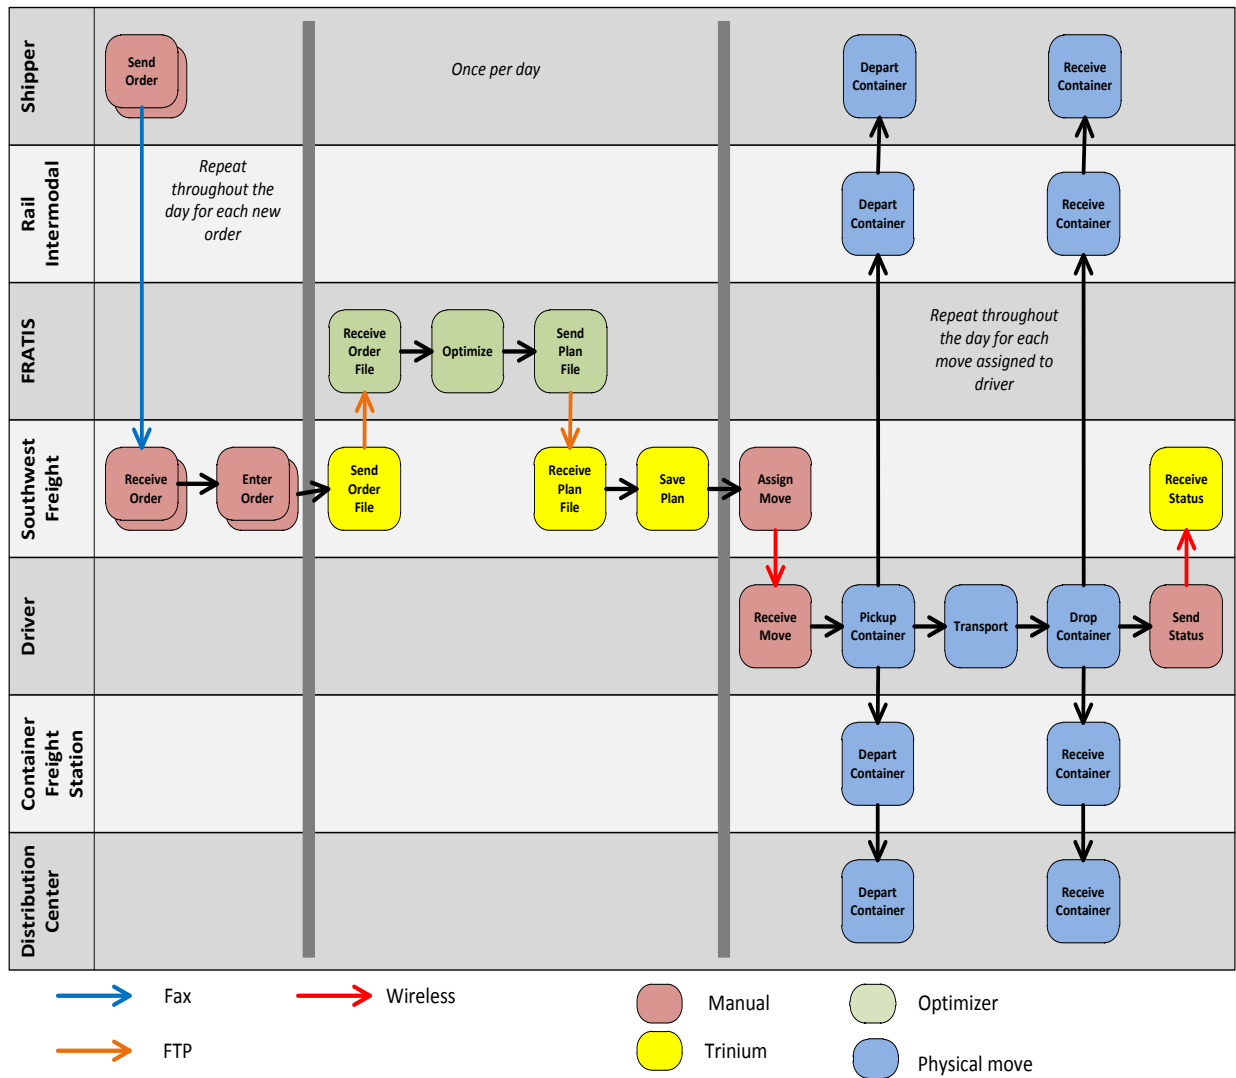 Shipper
Send
Order
Once per day
Depart
Container
Receive
Container
Rail
Intermodal
Repeat
throughout the
day for each new
order
Depart
Container
Receive
Container
FRATIS
Receive
Order
File
Optimize
Send
Plan
File
Repeat throughout
the day for each
move assigned to
driver
Southwest
Freight
Receive
Order
Enter
Order
Send
Order
File
Receive
Plan
File
Save
Plan
Assign
Move
Receive
Status
Driver
Receive
Move
Pickup
Container
Transport
Drop
Container
Send
Status
Container
Freight
Station
Depart
Container
Receive
Container
Distribution
Center
Depart
Container
Receive
Container
Fax
Wireless
Manual
Optimizer
FTP
Trinium
Physical move